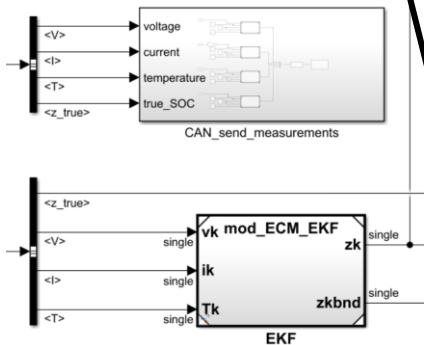 <V>
voltage
<I>
current
<T>
temperature
<z_true>
true_SOC
CAN_send_measurements
<z_true>
<V>
single
vk
mod_ECM_EKF
zk
single
<I>
single
ik
<T>
single
Tk
zkbnd
single
EKF